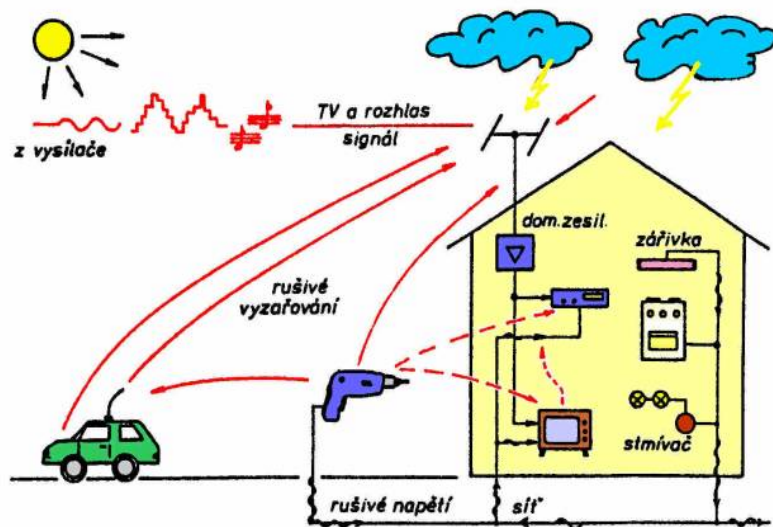 TV a rozhlas
signál
z vysílače
dom. zesil.
zářivka
rušivé
vyzařování
stmívač
rušivé napětí
síť